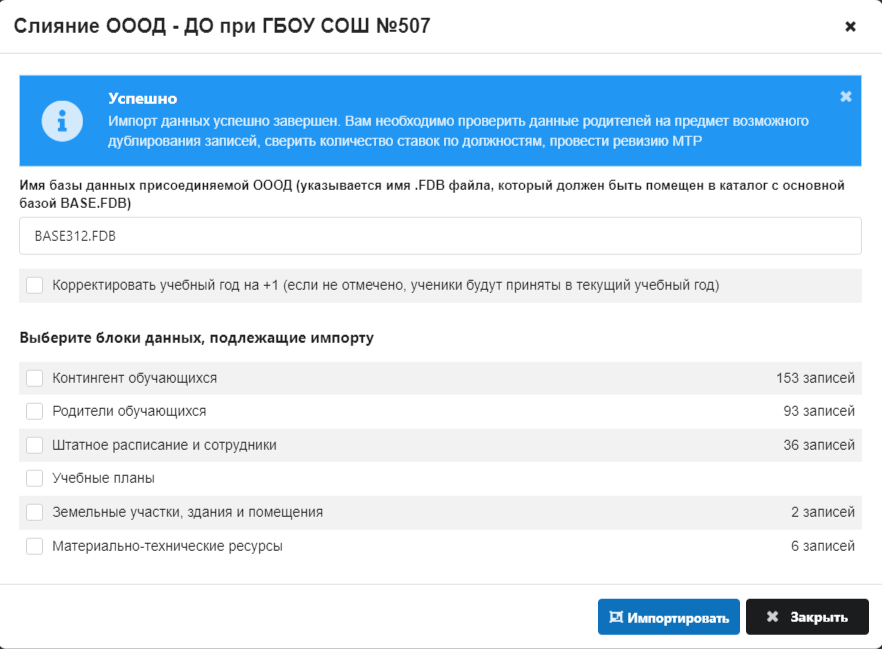 Слияние ОООД - ДО при ГБОУ СОШ №507
Успешно
Импорт данных успешно завершен. Вам необходимо проверить данные родителей на предмет возможного
дублирования записей, сверить количество ставок по должностям, провести ревизию МТР
Имя базы данных присоединяемой ОООД (указывается имя .FDB файла, который должен быть помещен в каталог с основной
базой BASE.FDB)
BASE312.FDB
Корректировать учебный год на +1 (если не отмечено, ученики будут приняты в текущий учебный год)
Выберите блоки данных, подлежащие импорту
Контингент обучающихся 153 записей
Родители обучающихся 93 записей
Штатное расписание и сотрудники 36 записей
Учебные планы
Земельные участки, здания и помещения 2 записей
Материально-технические ресурсы 6 записей
Импортировать Закрыть